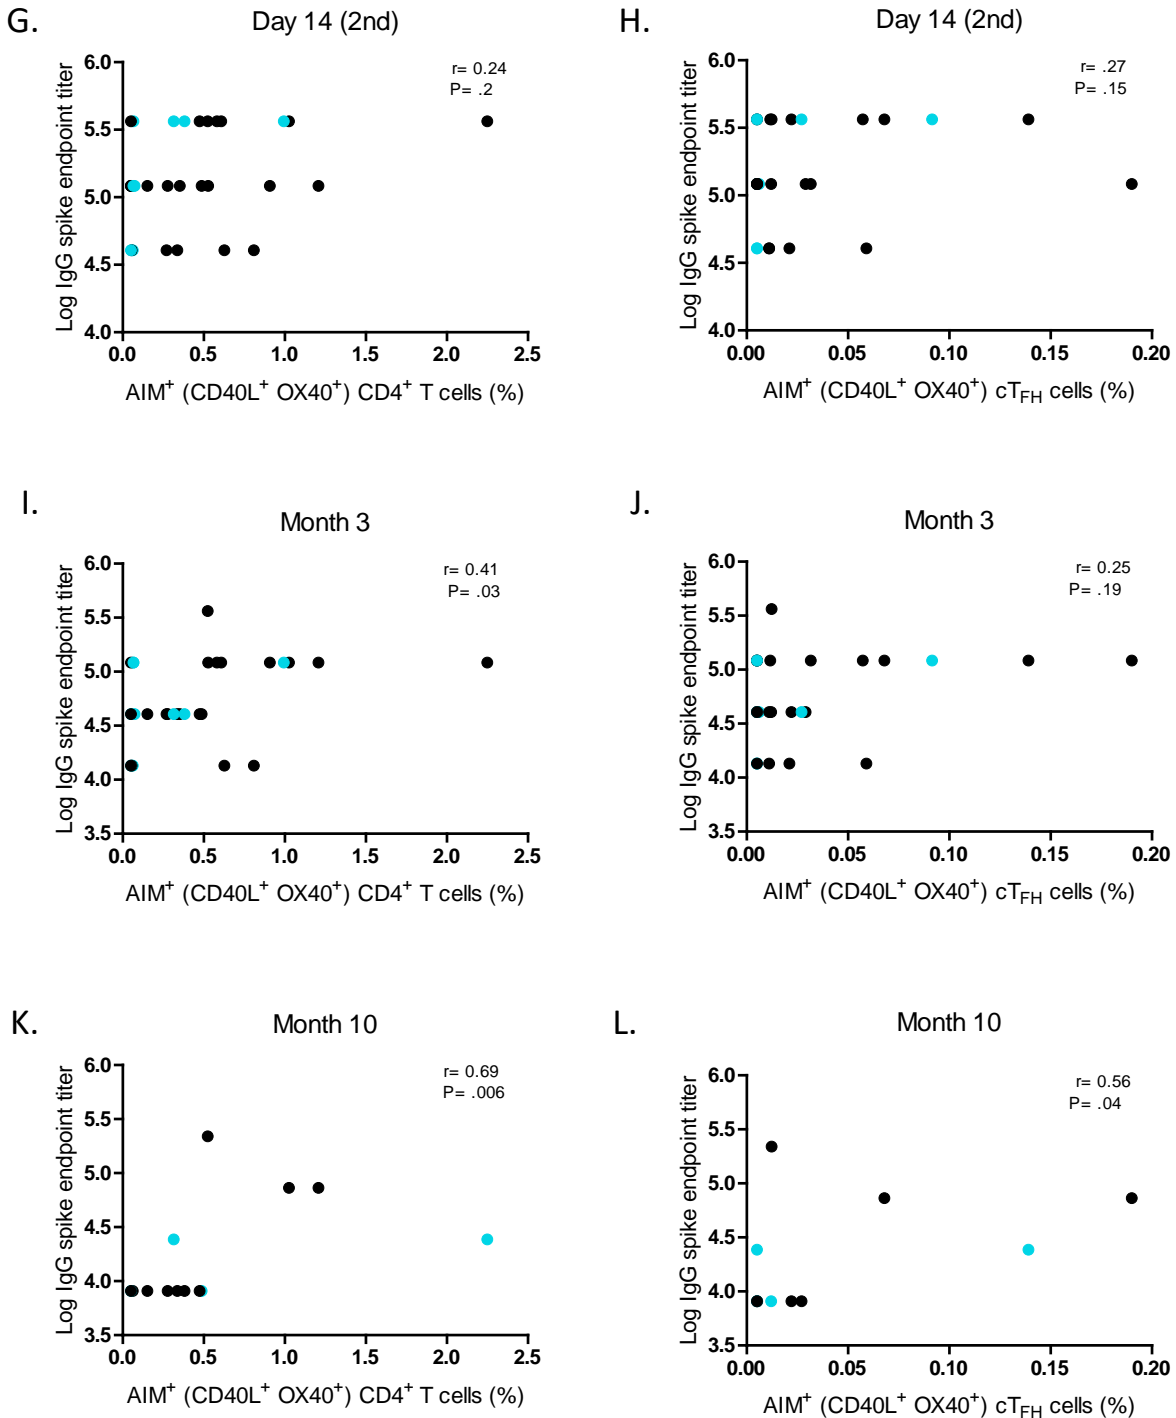 G.
Day 14 (2nd)
r= 0.24
P= .2
Log IgG spike endpoint titer
6.0
5.5
5.0
4.5
4.0
0.0 0.5 1.0 1.5 2.0 2.5
AIM+ (CD40L+ OX40+) CD4+ T cells (%)
H.
Day 14 (2nd)
r= .27
P= .15
Log IgG spike endpoint titer
6.0
5.5
5.0
4.5
4.0
0.00 0.05 0.10 0.15 0.20
AIM+ (CD40L+ OX40+) cTFH cells (%)
I.
Month 3
r= 0.41
P= .03
Log IgG spike endpoint titer
6.0
5.5
5.0
4.5
4.0
3.5
0.0 0.5 1.0 1.5 2.0 2.5
AIM+ (CD40L+ OX40+) CD4+ T cells (%)
J.
Month 3
r= 0.25
P= .19
Log IgG spike endpoint titer
6.0
5.5
5.0
4.5
4.0
3.5
0.00 0.05 0.10 0.15 0.20
AIM+ (CD40L+ OX40+) cTFH cells (%)
K.
Month 10
r= 0.69
P= .006
Log IgG spike endpoint titer
6.0
5.5
5.0
4.5
4.0
3.5
0.0 0.5 1.0 1.5 2.0 2.5
AIM+ (CD40L+ OX40+) CD4+ T cells (%)
L.
Month 10
r= 0.56
P= .04
Log IgG spike endpoint titer
6.0
5.5
5.0
4.5
4.0
3.5
0.00 0.05 0.10 0.15 0.20
AIM+ (CD40L+ OX40+) cTFH cells (%)